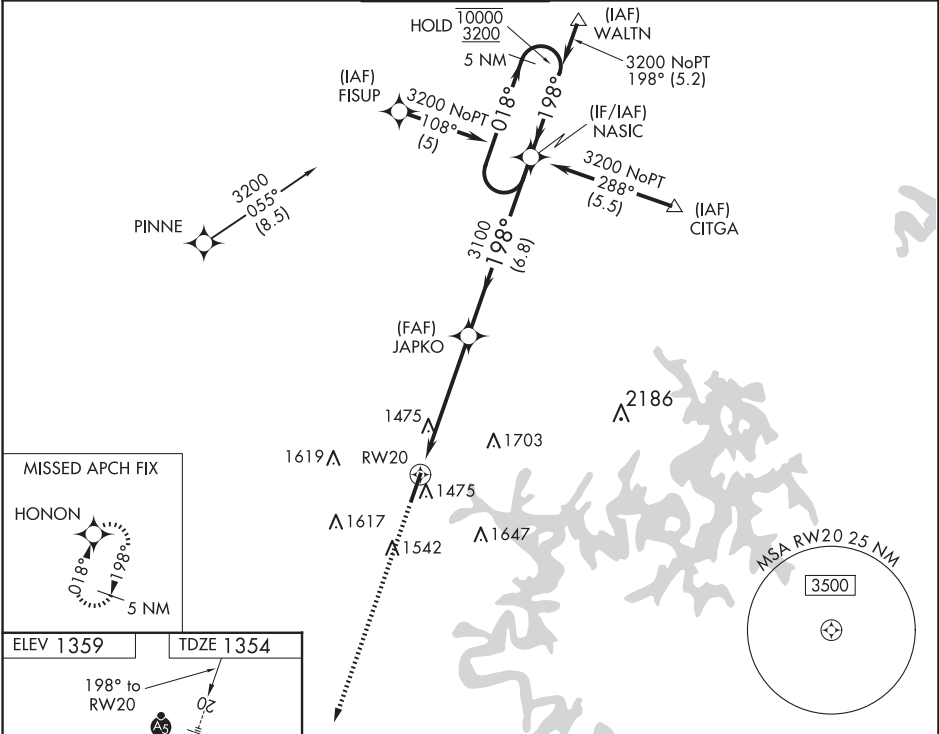 HOLD 10000
3200
5 NM
(IAF)
WALTN
3200 NoPT
198° (5.2)
(IAF)
FISUP
3200 NoPT
108°
(5)
018°
198°
(IF/IAF)
NASIC
3200 NoPT
288°
(5.5)
(IAF)
CITGA
PINNE
3200
055°
(8.5)
3100
198°
(6.8)
(FAF)
JAPKO
2186
1475
1703
1619
RW20
1475
1617
1542
1647
MISSED APCH FIX
HONON
018°
198°
5 NM
MSA RW20 25 NM
3500
ELEV 1359
TDZE 1354
198° to
RW20
20
A5